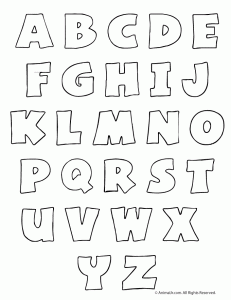 A B C D E
F G H I J
K L M N O
P Q R S T
U V W X
Y Z